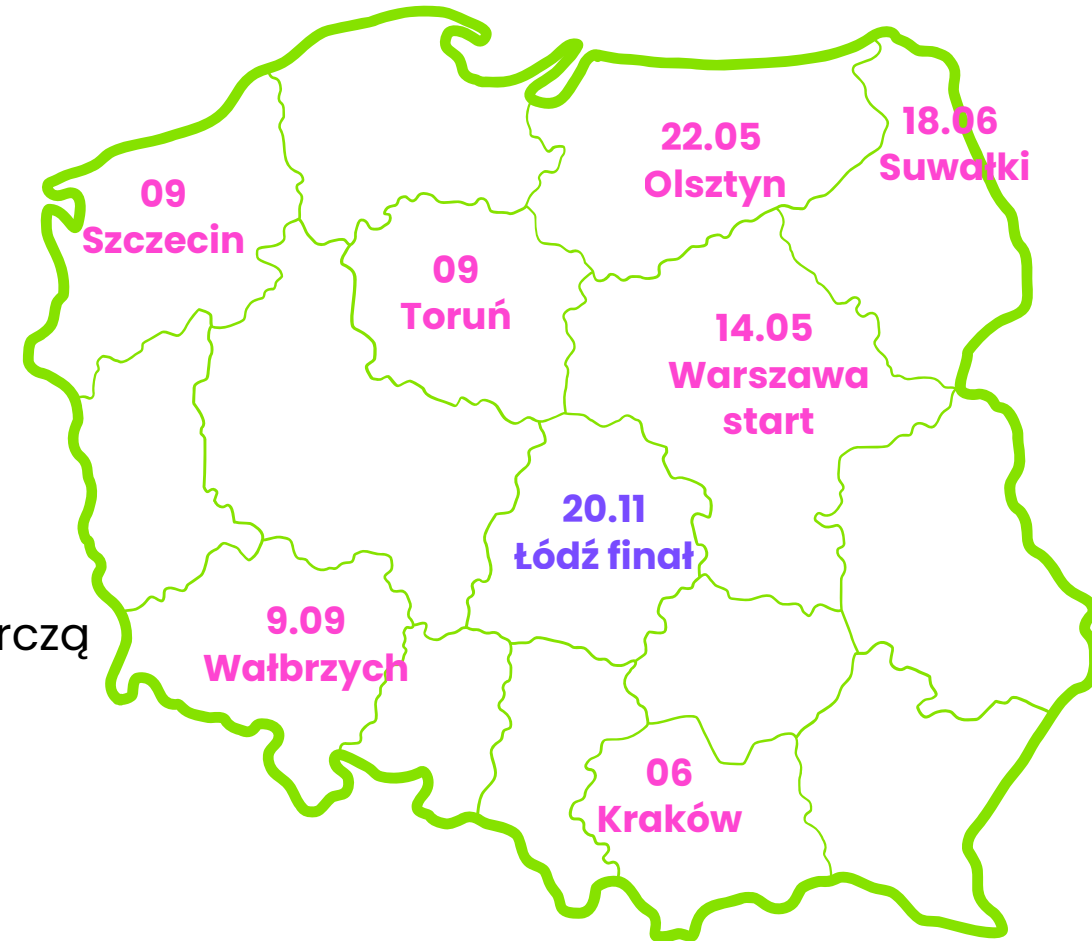 18.06
Suwałki
22.05
Olsztyn
09
Szczecin
09
Toruń
14.05
Warszawa
start
20.11
Łódź finał
9.09
Wałbrzych
rczą
06
Kraków